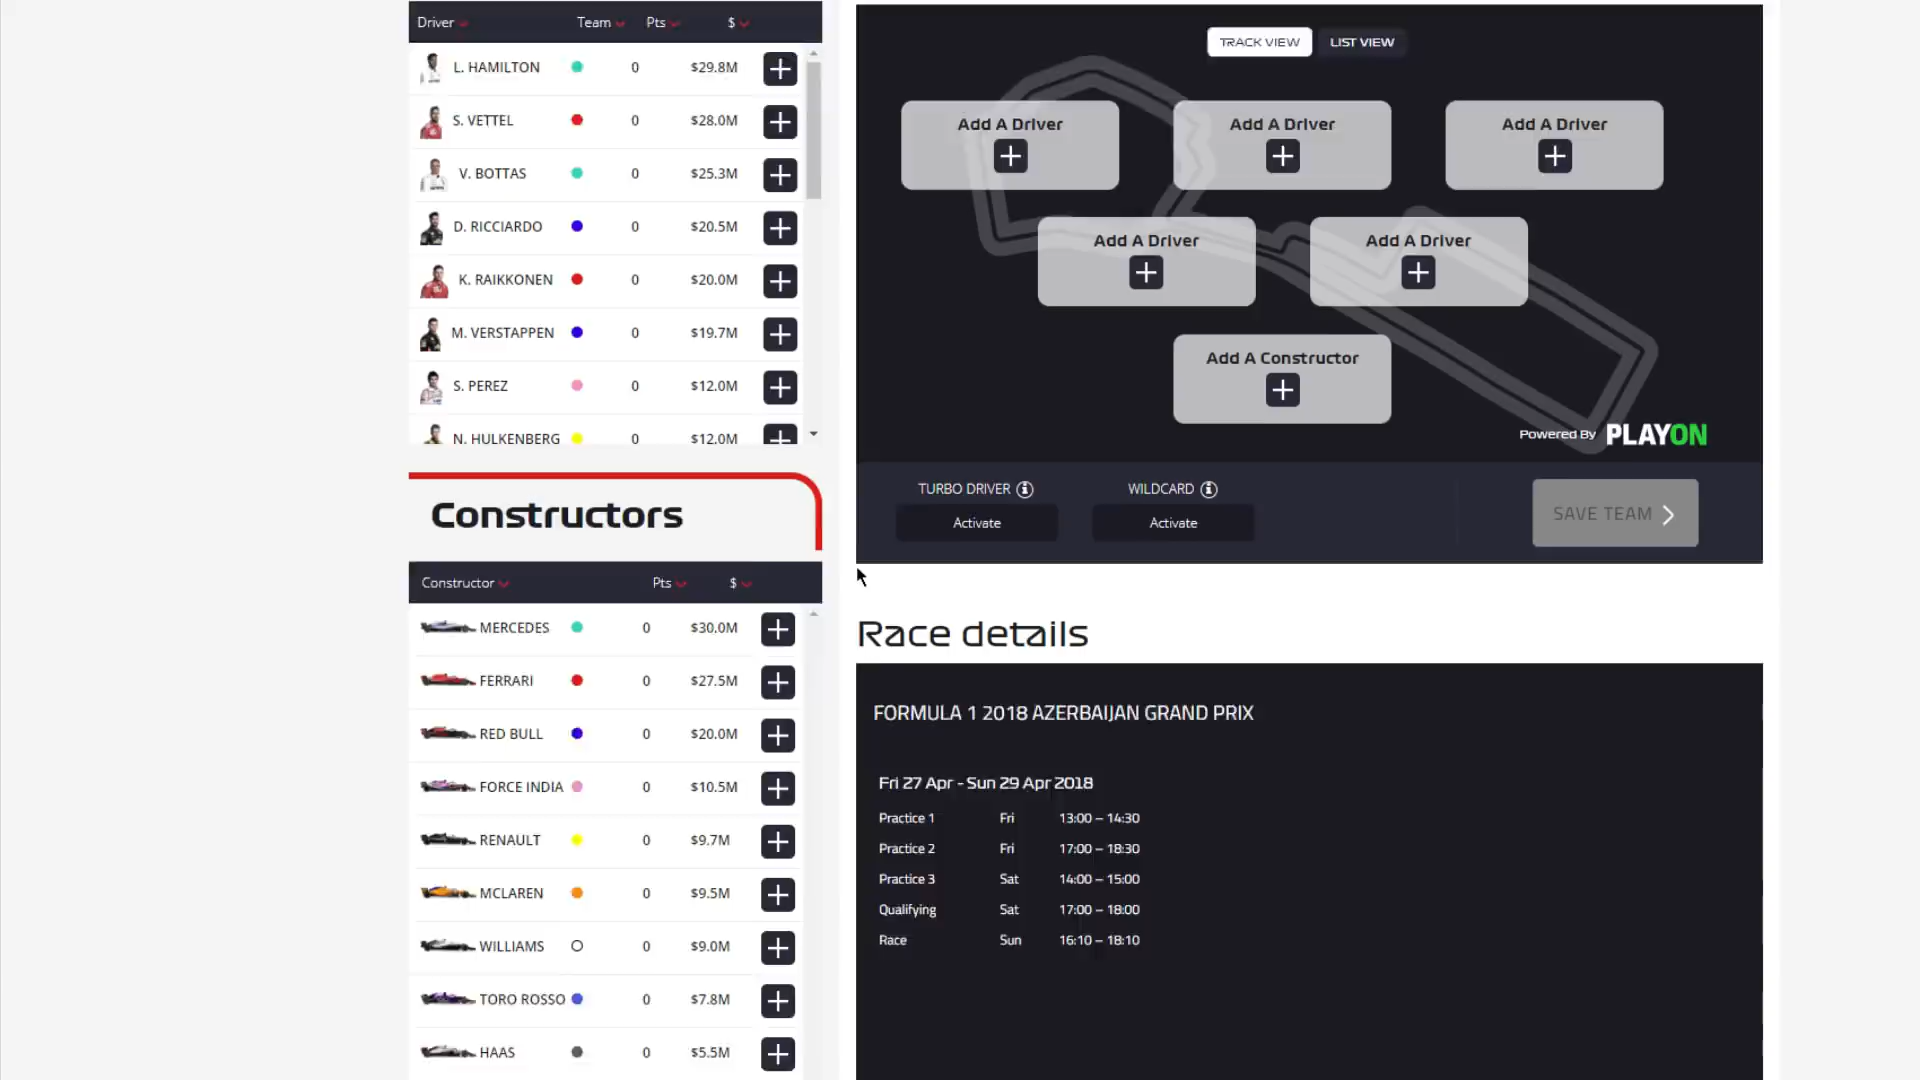 Driver Team Pts $
L. HAMILTON 0 $29.8M
S. VETTEL 0 $28.0M
V. BOTTAS 0 $25.3M
D. RICCIARDO 0 $20.5M
K. RAIKKONEN 0 $20.0M
M. VERSTAPPEN 0 $19.7M
S. PEREZ 0 $12.0M
N. HULKENBERG 0 $12.0M
Constructors
Constructor Pts $
MERCEDES 0 $30.0M
FERRARI 0 $27.5M
RED BULL 0 $20.0M
FORCE INDIA 0 $10.5M
RENAULT 0 $9.7M
MCLAREN 0 $9.5M
WILLIAMS 0 $9.0M
TORO ROSSO 0 $7.8M
HAAS 0 $5.5M
TRACK VIEW LIST VIEW
Add A Driver Add A Driver Add A Driver
Add A Driver Add A Driver
Add A Constructor
Powered By PLAYON
TURBO DRIVER WILDCARD
Activate Activate
SAVE TEAM
Race details
FORMULA 1 2018 AZERBAIJAN GRAND PRIX
Fri 27 Apr - Sun 29 Apr 2018
Practice 1 Fri 13:00 – 14:30
Practice 2 Fri 17:00 – 18:30
Practice 3 Sat 14:00 – 15:00
Qualifying Sat 17:00 – 18:00
Race Sun 16:10 – 18:10